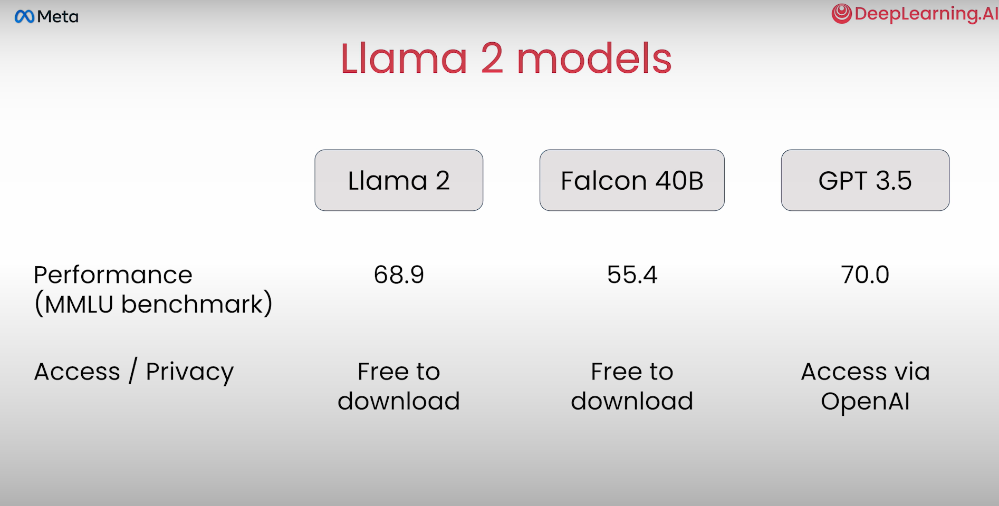 Meta
DeepLearning.AI
Llama 2 models
Llama 2
Falcon 40B
GPT 3.5
Performance
(MMLU benchmark)
68.9
55.4
70.0
Access / Privacy
Free to
download
Free to
download
Access via
OpenAI